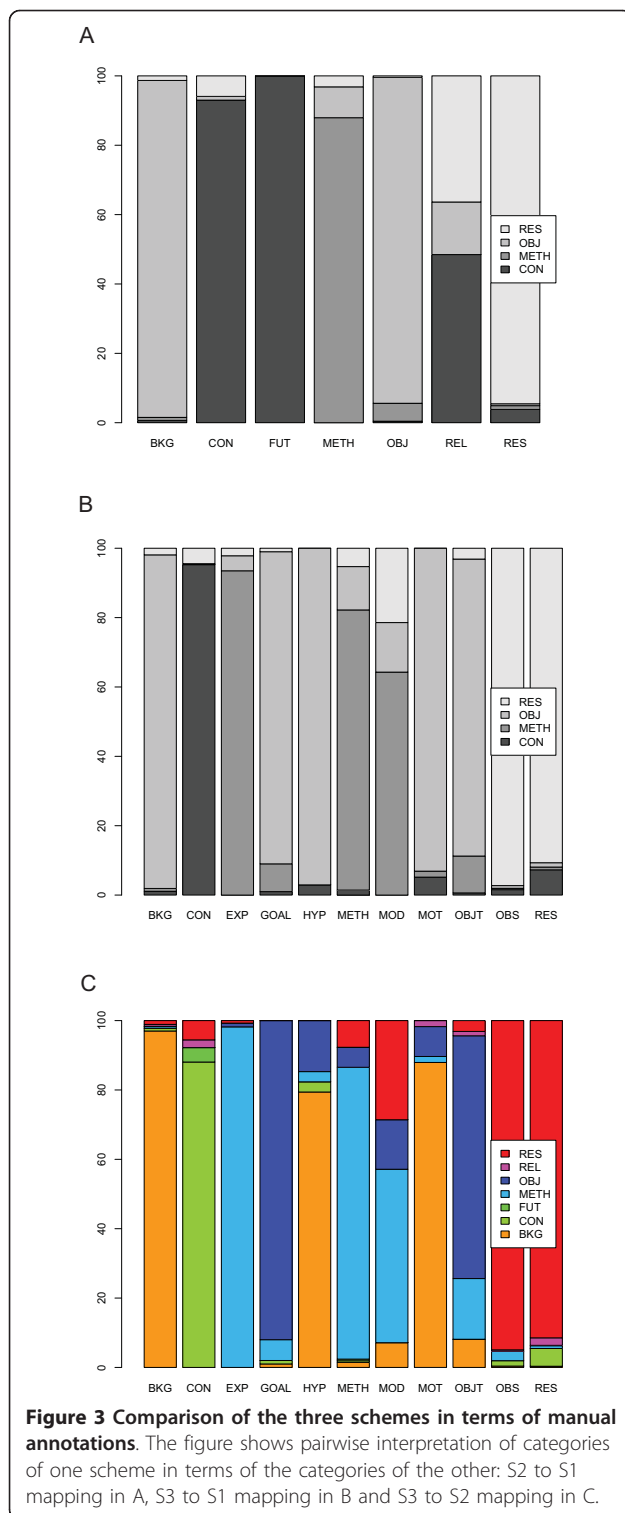 A
100
80
60
40
20
0
RES
OBJ
METH
CON
BKG CON FUT METH OBJ REL RES
B
100
80
60
40
20
0
RES
OBJ
METH
CON
BKG CON EXP GOAL HYP METH MOD MOT OBJT OBS RES
C
100
80
60
40
20
0
RES
REL
OBJ
METH
FUT
CON
BKG
BKG CON EXP GOAL HYP METH MOD MOT OBJT OBS RES
Figure 3 Comparison of the three schemes in terms of manual
annotations. The figure shows pairwise interpretation of categories
of one scheme in terms of the categories of the other: S2 to S1
mapping in A, S3 to S1 mapping in B and S3 to S2 mapping in C.